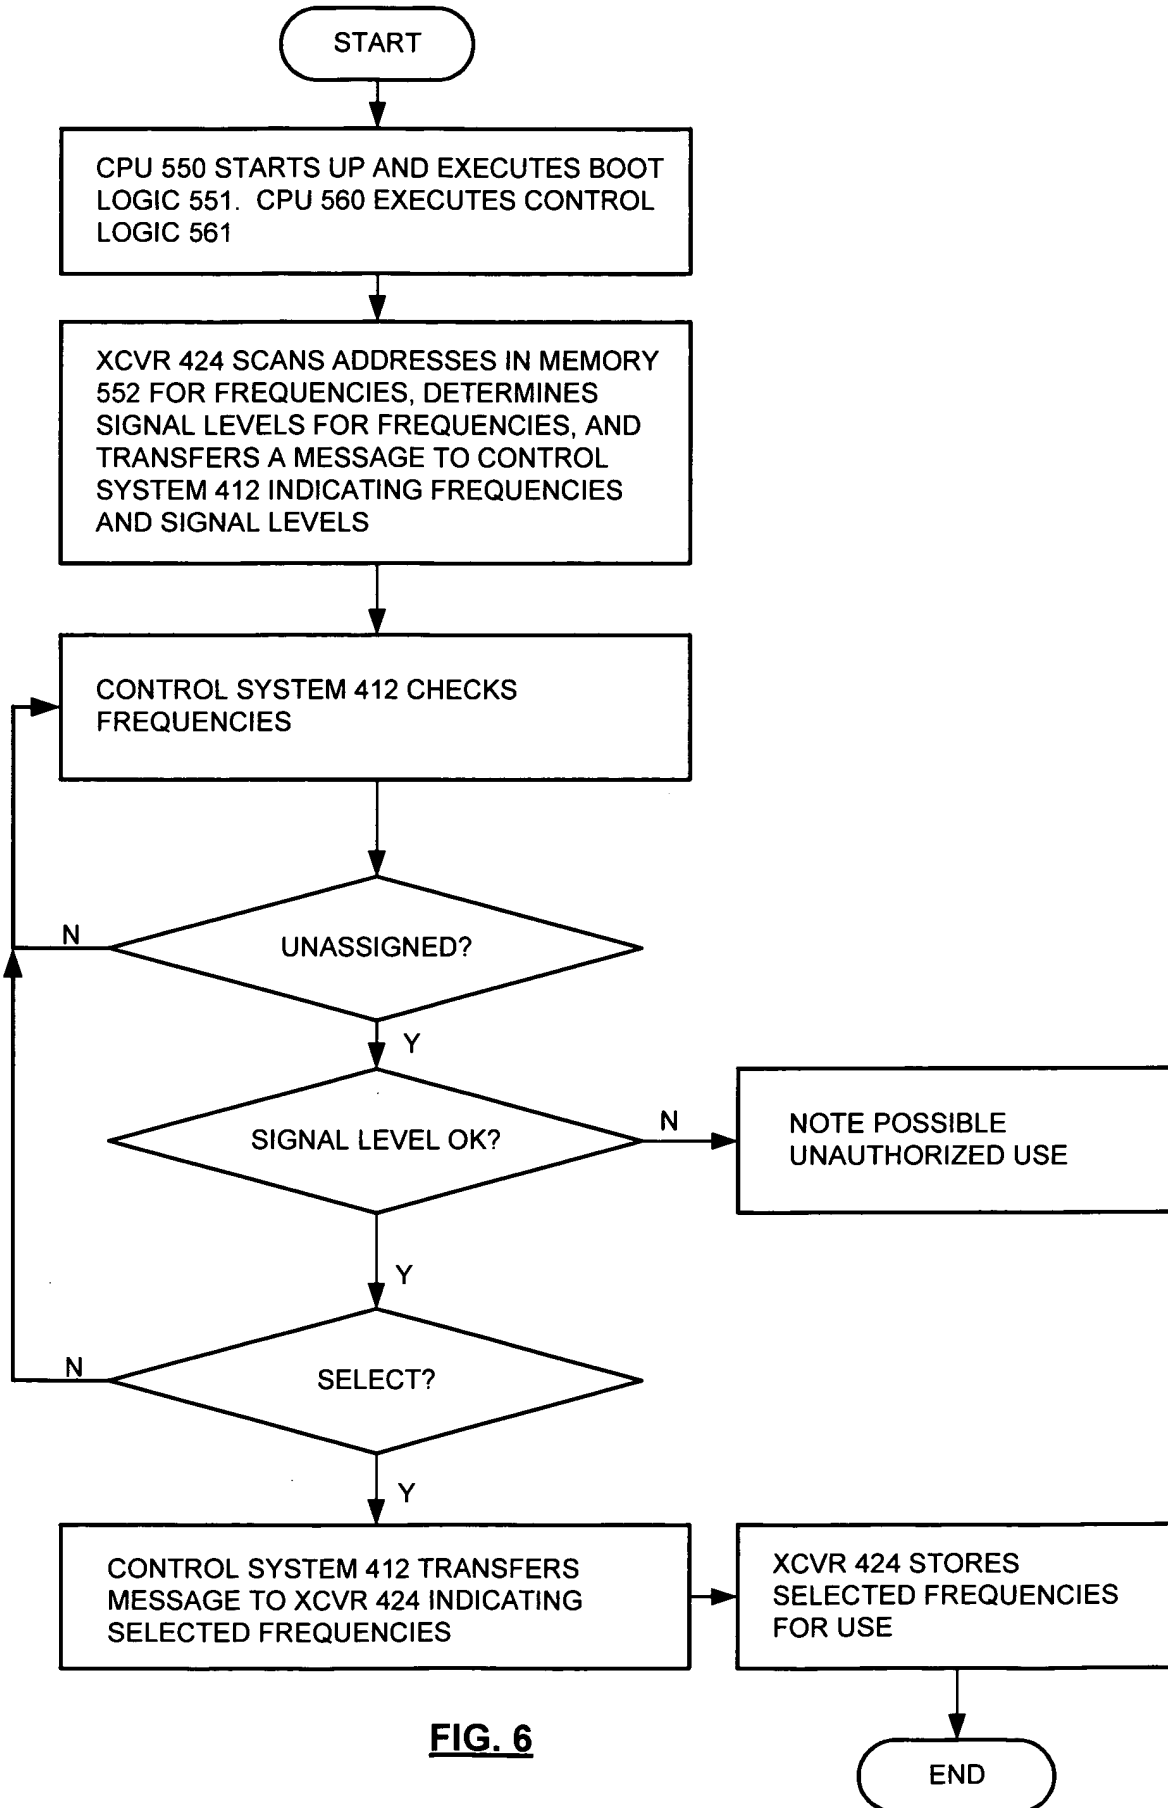 START
CPU 550 STARTS UP AND EXECUTES BOOT
LOGIC 551. CPU 560 EXECUTES CONTROL
LOGIC 561
XCVR 424 SCANS ADDRESSES IN MEMORY
552 FOR FREQUENCIES, DETERMINES
SIGNAL LEVELS FOR FREQUENCIES, AND
TRANSFERS A MESSAGE TO CONTROL
SYSTEM 412 INDICATING FREQUENCIES
AND SIGNAL LEVELS
CONTROL SYSTEM 412 CHECKS
FREQUENCIES
N
UNASSIGNED?
Y
SIGNAL LEVEL OK?
N
NOTE POSSIBLE
UNAUTHORIZED USE
Y
N
SELECT?
Y
CONTROL SYSTEM 412 TRANSFERS
MESSAGE TO XCVR 424 INDICATING
SELECTED FREQUENCIES
XCVR 424 STORES
SELECTED FREQUENCIES
FOR USE
FIG. 6
END